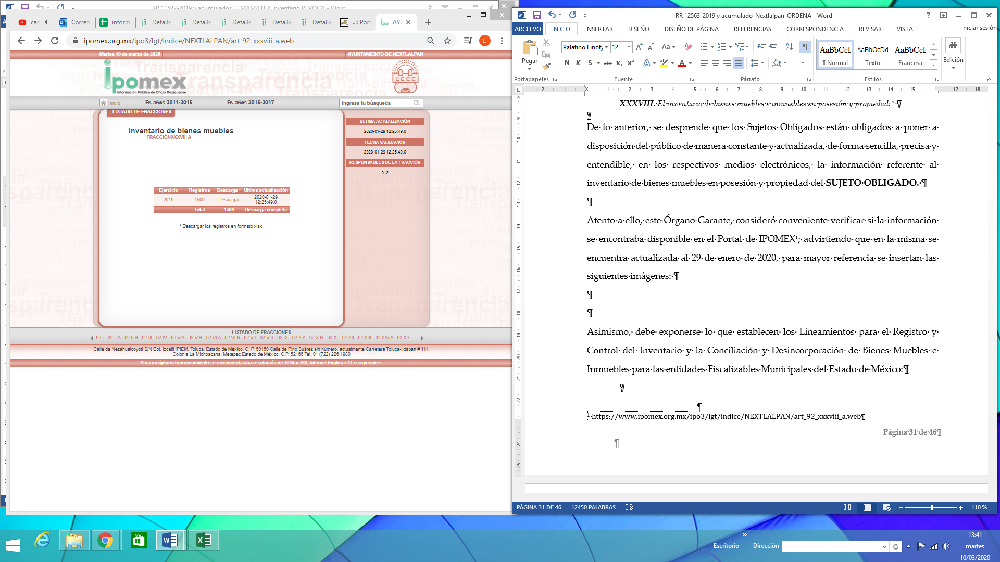 RR 11522-2019 y acumulados TEMAMATLA Inventario REVOCA - Word
Correo
inform
Detalle
Detalle
Detalle
Detalle
Detalle
..:: Port
ipomex.org.mx/ipo3/lgt/indice/NEXTLALPAN/art_92_xxxviii_a.web
L
Martes 10 de marzo de 2020
AYUNTAMIENTO DE NEXTLALPAN
Transparencia
ipomex
Información Pública de Oficio Mexiquense
Inicio
Fr. años 2011-2015
Fr. años 2015-2017
Ingresa tu búsqueda
LISTADO DE FRACCIONES
Inventario de bienes muebles
FRACCIÓNXXXVIII A
ULTIMA ACTUALIZACIÓN
2020-01-29 12:25:49.0
FECHA VALIDACIÓN
2020-01-29 12:25:49.0
RESPONSABLES DE LA FRACCIÓN
012
Ejercicio Registros Descarga * Ultima actualización
2019 1506 Descargar 2020-01-29 12:25:49.0
Total 1506 Descarga completa
* Descargar los registros en formato xlsx.
LISTADO DE FRACCIONES
92 I - 92 II A - 92 II B - 92 III - 92 IV - 92 V A - 92 V B - 92 VI A - 92 VI B - 92 VII - 92 VIII - 92 IX - 92 X A - 92 X B - 92 XI - 92 XII - 92 XIII - 92 XIV A - 92 XIV
Calle de Nezahualcoyotl S/N Col. Izcalli IPIEM, Toluca, Estado de México. C. P. 50150 Calle de Pino Suárez sin número, actualmente Carretera Toluca-Ixtapan # 111,
Colonia La Michoacana; Metepec Estado de México, C.P. 52166 Tel: 01 (722) 226 1980
Para un óptimo funcionamiento se recomienda una resolución de 1024 x 768, Internet Explorer 11 o superiores.
RR 12563-2019 y acumulado-Nextlalpan-ORDENA - Word
ARCHIVO INICIO INSERTAR DISEÑO DISEÑO DE PÁGINA REFERENCIAS CORRESPONDENCIA REVISAR VISTA Iniciar sesión
Pegar
Palatino Linoty 12
N K S abc x₂ x²
AaBbCcI AaBbCcDd AaBbCcI
¶ Normal Texto Francesa
Edición
Portapapeles Fuente Párrafo Estilos
XXXVIII. El inventario de bienes muebles e inmuebles en posesión y propiedad;" ¶
¶
De lo anterior, se desprende que los Sujetos Obligados están obligados a poner a
disposición del público de manera constante y actualizada, de forma sencilla, precisa y
entendible, en los respectivos medios electrónicos, la información referente al
inventario de bienes muebles en posesión y propiedad del SUJETO OBLIGADO. ¶
¶
Atento a ello, este Órgano Garante, consideró conveniente verificar si la información
se encontraba disponible en el Portal de IPOMEX¹; advirtiendo que en la misma se
encuentra actualizada al 29 de enero de 2020, para mayor referencia se insertan las
siguientes imágenes: ¶
¶
¶
Asimismo, debe exponerse lo que establecen los Lineamientos para el Registro y
Control del Inventario y la Conciliación y Desincorporación de Bienes Muebles e
Inmuebles para las entidades Fiscalizables Municipales del Estado de México:¶
¶
¶
¹ https://www.ipomex.org.mx/ipo3/lgt/indice/NEXTLALPAN/art_92_xxxviii_a.web¶
Página 31 de 46¶
¶
PÁGINA 31 DE 46 12450 PALABRAS 110 %
Escritorio Dirección
13:41
martes
10/03/2020